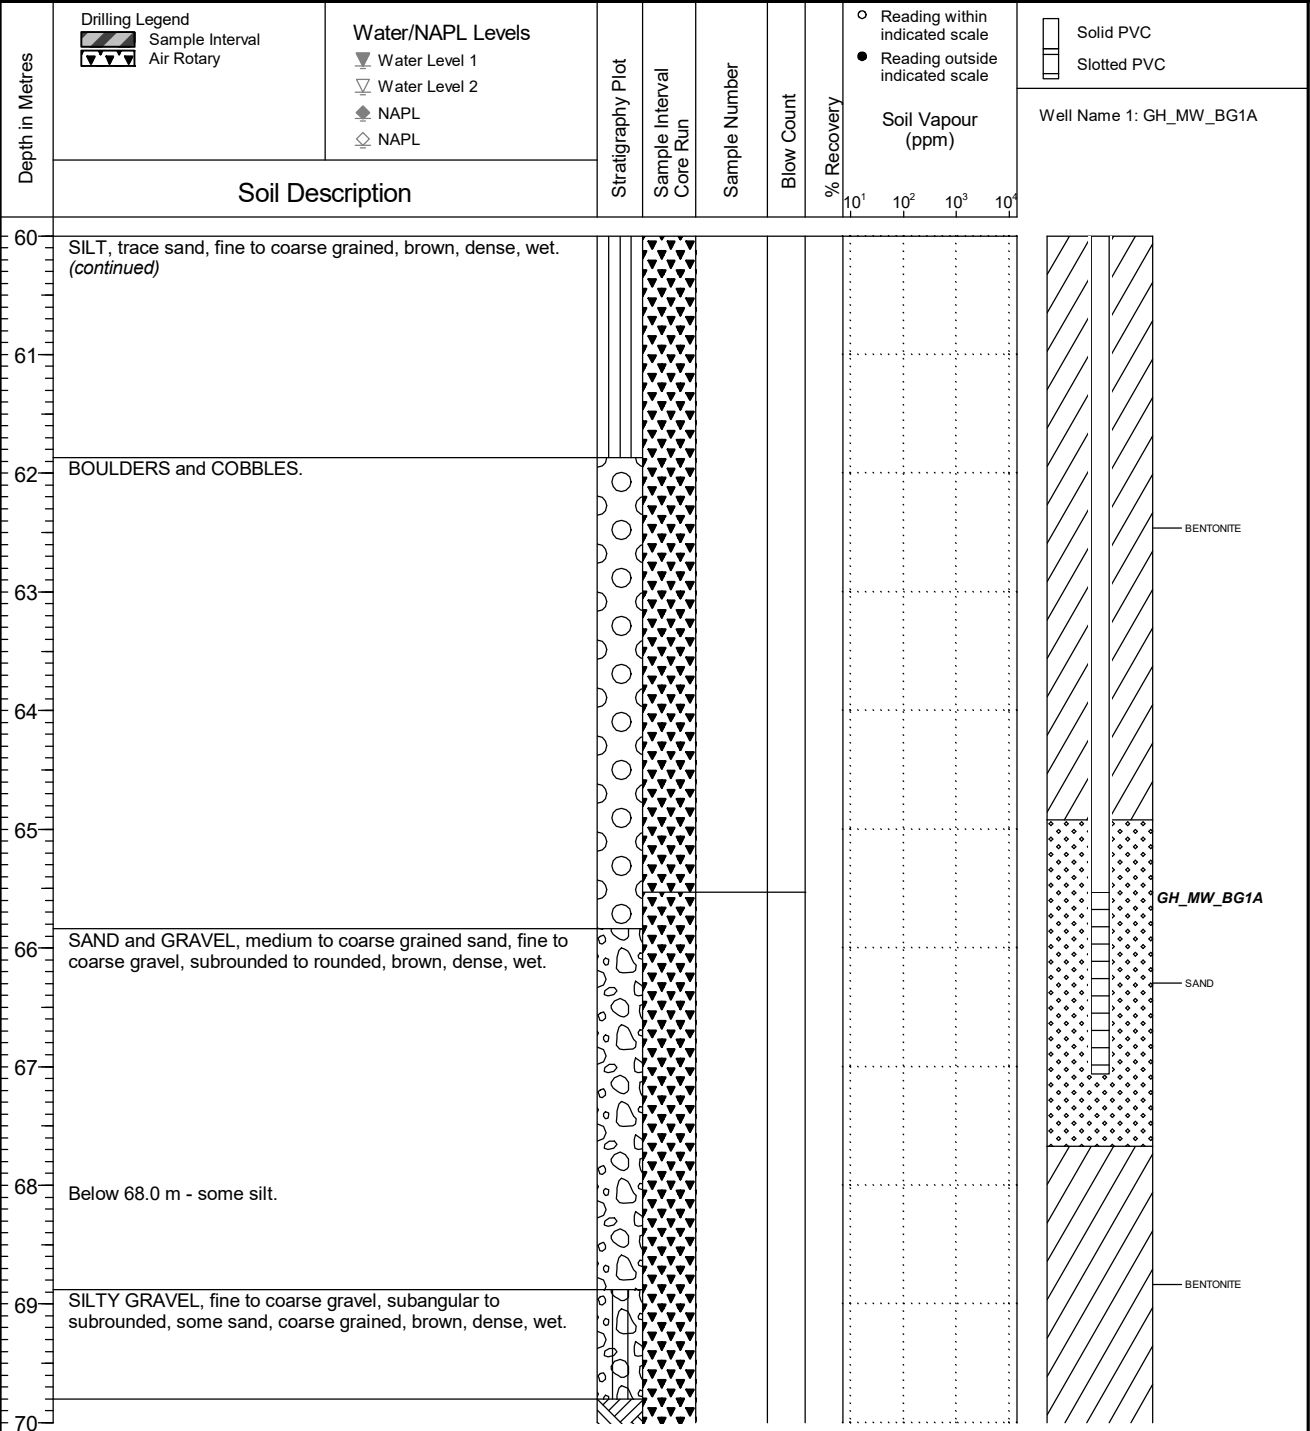 Drilling Legend
Sample Interval
Air Rotary
Water/NAPL Levels
Water Level 1
Water Level 2
NAPL
NAPL
Depth in Metres
Soil Description
Stratigraphy Plot
Sample Interval
Core Run
Sample Number
Blow Count
% Recovery
Reading within
indicated scale
Reading outside
indicated scale
Soil Vapour
(ppm)
10¹ 10² 10³ 10⁴
Solid PVC
Slotted PVC
Well Name 1: GH_MW_BG1A
60
SILT, trace sand, fine to coarse grained, brown, dense, wet.
(continued)
61
62
BOULDERS and COBBLES.
BENTONITE
63
64
65
GH_MW_BG1A
66
SAND and GRAVEL, medium to coarse grained sand, fine to
coarse gravel, subrounded to rounded, brown, dense, wet.
SAND
67
68
Below 68.0 m - some silt.
BENTONITE
69
SILTY GRAVEL, fine to coarse gravel, subangular to
subrounded, some sand, coarse grained, brown, dense, wet.
70